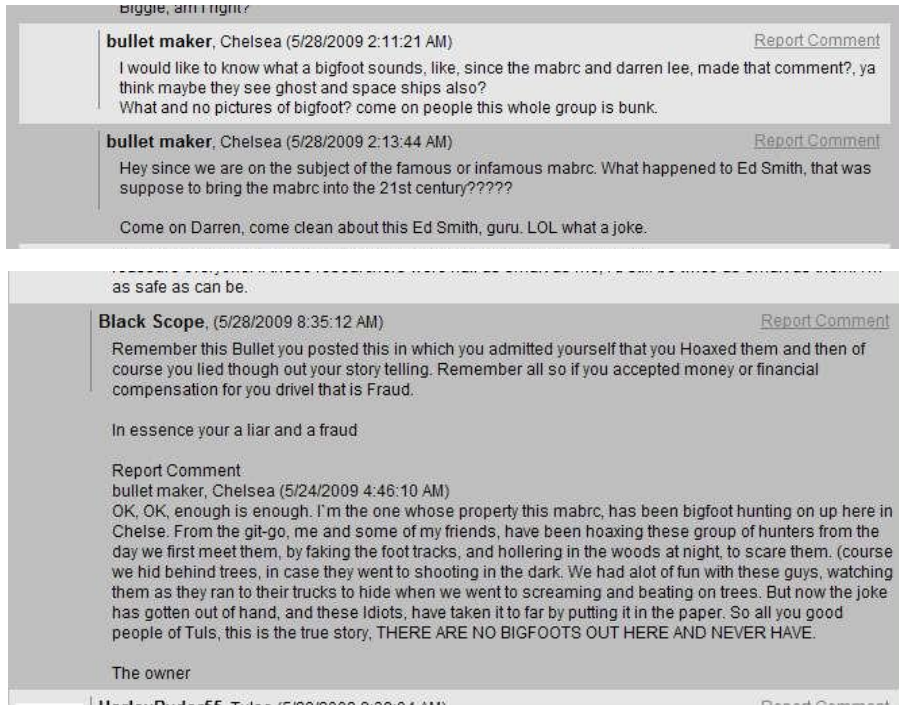 Biggie, am I right?
bullet maker, Chelsea (5/28/2009 2:11:21 AM) Report Comment
I would like to know what a bigfoot sounds, like, since the mabrc and darren lee, made that comment?, ya
think maybe they see ghost and space ships also?
What and no pictures of bigfoot? come on people this whole group is bunk.
bullet maker, Chelsea (5/28/2009 2:13:44 AM) Report Comment
Hey since we are on the subject of the famous or infamous mabrc. What happened to Ed Smith, that was
suppose to bring the mabrc into the 21st century?????
Come on Darren, come clean about this Ed Smith, guru. LOL what a joke.
as safe as can be.
Black Scope, (5/28/2009 8:35:12 AM) Report Comment
Remember this Bullet you posted this in which you admitted yourself that you Hoaxed them and then of
course you lied though out your story telling. Remember all so if you accepted money or financial
compensation for you drivel that is Fraud.
In essence your a liar and a fraud
Report Comment
bullet maker, Chelsea (5/24/2009 4:46:10 AM)
OK, OK, enough is enough. I`m the one whose property this mabrc, has been bigfoot hunting on up here in
Chelse. From the git-go, me and some of my friends, have been hoaxing these group of hunters from the
day we first meet them, by faking the foot tracks, and hollering in the woods at night, to scare them. (course
we hid behind trees, in case they went to shooting in the dark. We had alot of fun with these guys, watching
them as they ran to their trucks to hide when we went to screaming and beating on trees. But now the joke
has gotten out of hand, and these Idiots, have taken it to far by putting it in the paper. So all you good
people of Tuls, this is the true story, THERE ARE NO BIGFOOTS OUT HERE AND NEVER HAVE.
The owner
Report Comment